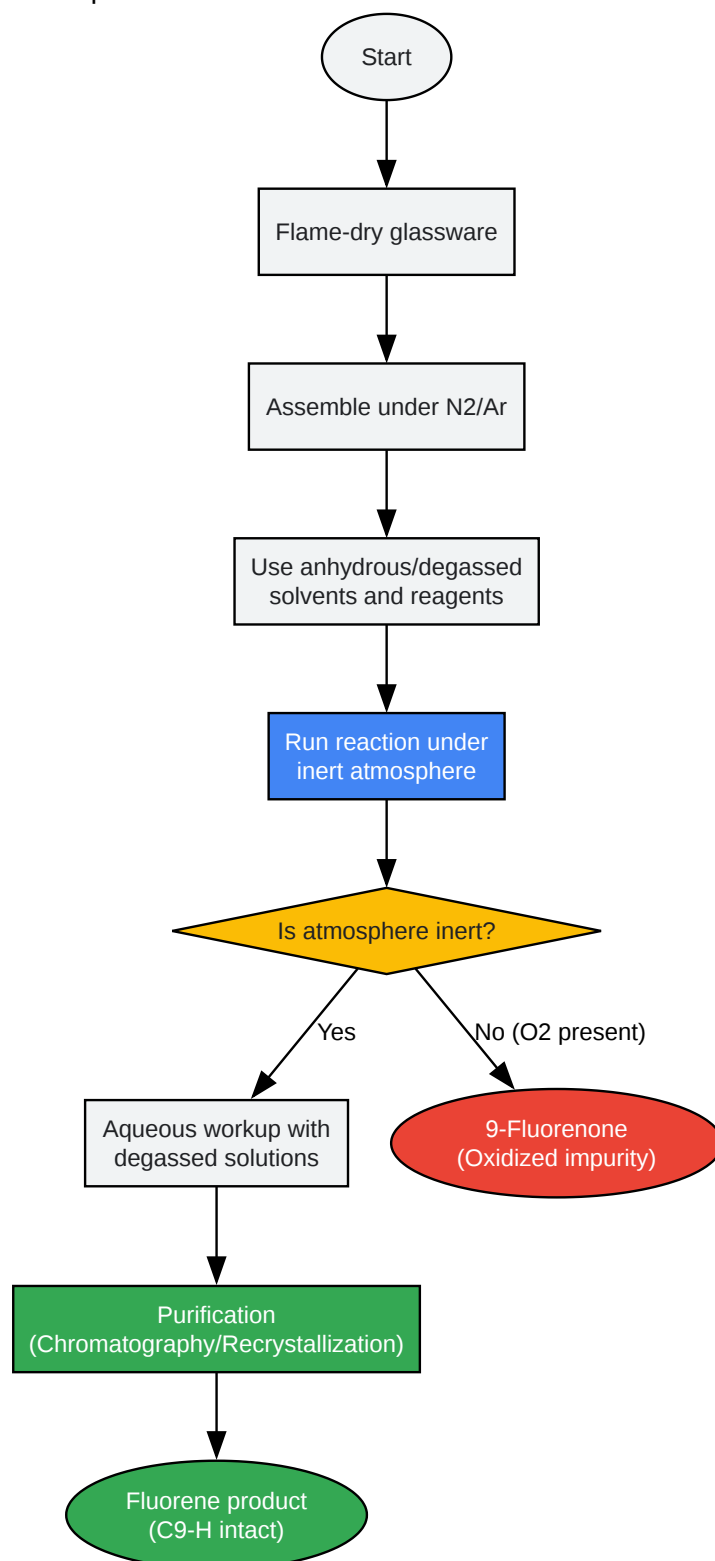 Start
Flame-dry glassware
Assemble under N2/Ar
Use anhydrous/degassed
solvents and reagents
Run reaction under
inert atmosphere
Is atmosphere inert?
Yes
No (O2 present)
Aqueous workup with
degassed solutions
9-Fluorenone
(Oxidized impurity)
Purification
(Chromatography/Recrystallization)
Fluorene product
(C9-H intact)